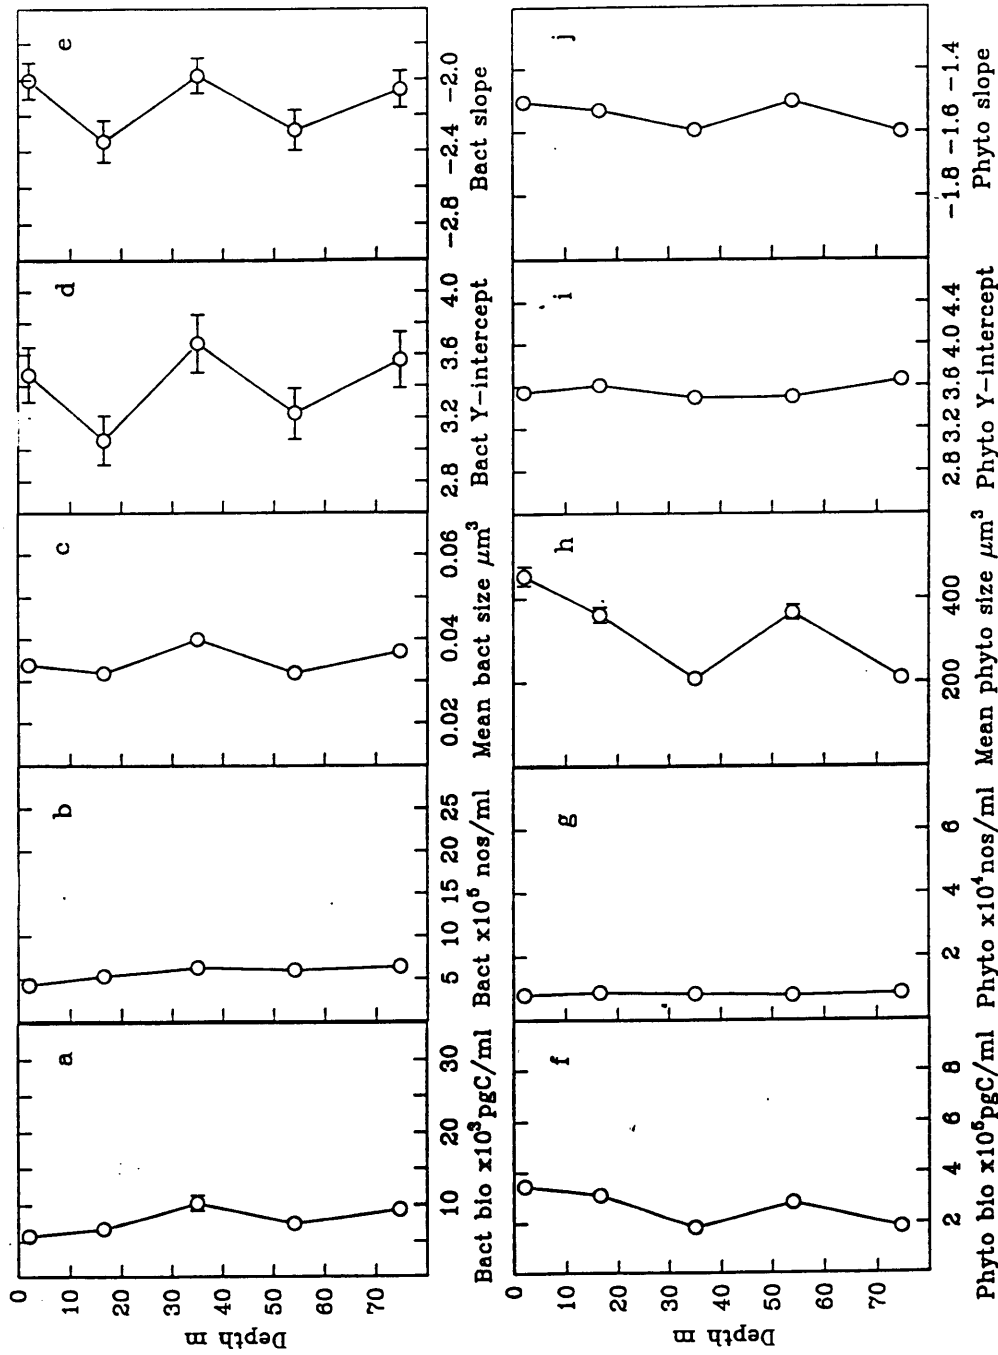 a
b
c
d
e
0
10
20
30
40
50
60
70
Depth m
10 20 30
5 10 15 20 25
0.02 0.04 0.06
2.8 3.2 3.6 4.0
−2.8 −2.4 −2.0
Bact bio x10³pgC/ml
Bact x10⁵ nos/ml
Mean bact size μm³
Bact Y−intercept
Bact slope
f
g
h
i
j
0
10
20
30
40
50
60
70
Depth m
2 4 6 8
2 4 6
200 400
2.8 3.2 3.6 4.0 4.4
−1.8 −1.6 −1.4
Phyto bio x10⁵pgC/ml
Phyto x10⁴nos/ml
Mean phyto size μm³
Phyto Y−intercept
Phyto slope